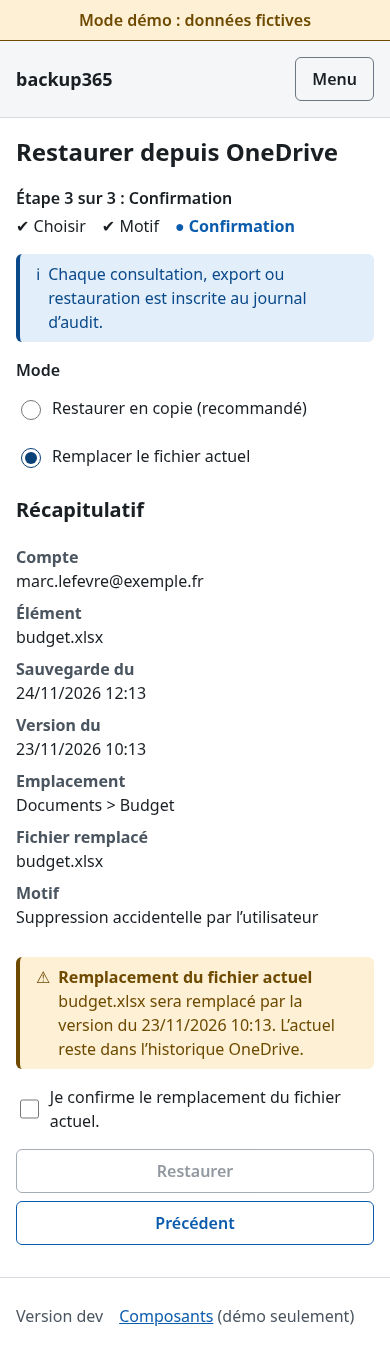 Mode démo : données fictives
backup365
Menu
Restaurer depuis OneDrive
Étape 3 sur 3 : Confirmation
✔ Choisir ✔ Motif ● Confirmation
i Chaque consultation, export ou
restauration est inscrite au journal
d’audit.
Mode
Restaurer en copie (recommandé)
Remplacer le fichier actuel
Récapitulatif
Compte
marc.lefevre@exemple.fr
Élément
budget.xlsx
Sauvegarde du
24/11/2026 12:13
Version du
23/11/2026 10:13
Emplacement
Documents > Budget
Fichier remplacé
budget.xlsx
Motif
Suppression accidentelle par l’utilisateur
⚠ Remplacement du fichier actuel
budget.xlsx sera remplacé par la
version du 23/11/2026 10:13. L’actuel
reste dans l’historique OneDrive.
Je confirme le remplacement du fichier
actuel.
Restaurer
Précédent
Version dev Composants (démo seulement)